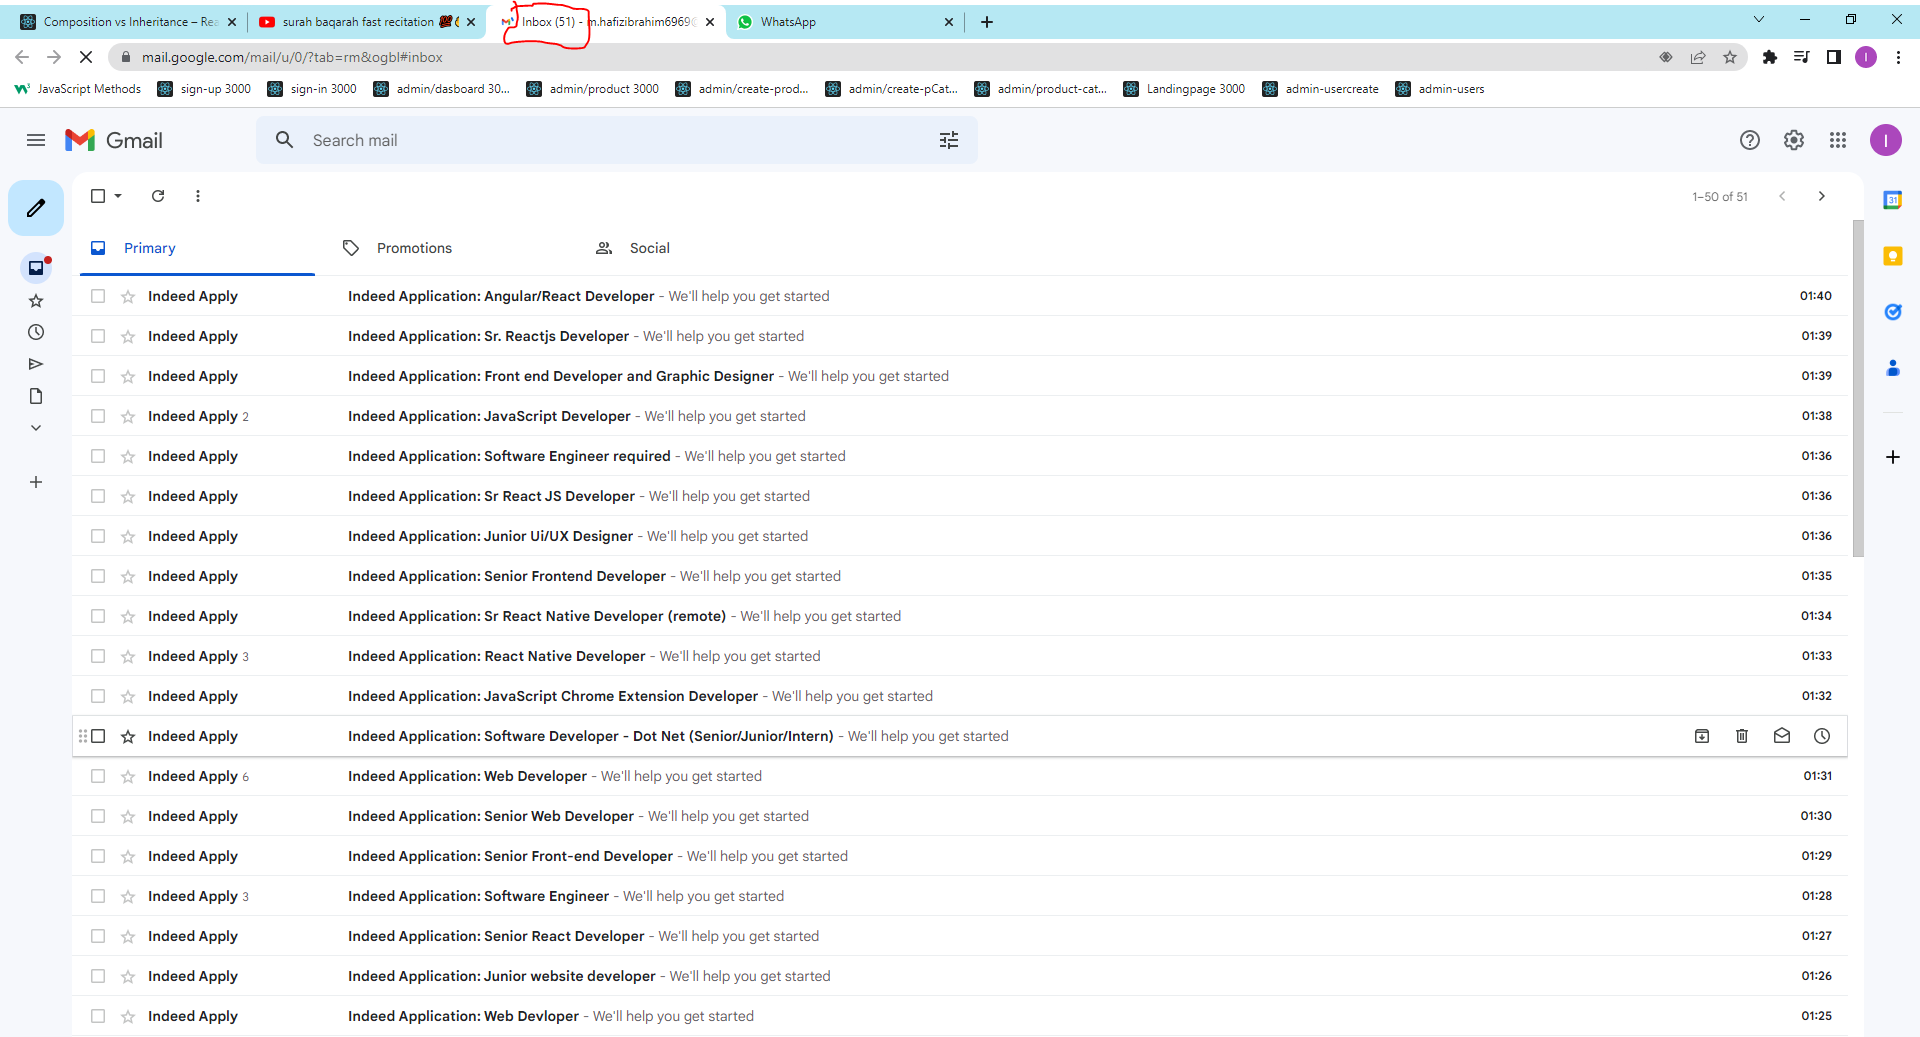 Composition vs Inheritance – Rea
surah baqarah fast recitation 💯
Inbox (51) - m.hafizibrahim6969@
WhatsApp
mail.google.com/mail/u/0/?tab=rm&ogbl#inbox
I
JavaScript Methods
sign-up 3000
sign-in 3000
admin/dasboard 30...
admin/product 3000
admin/create-prod...
admin/create-pCat...
admin/product-cat...
Landingpage 3000
admin-usercreate
admin-users
Gmail
Search mail
I
1–50 of 51
31
Primary
Promotions
Social
Indeed Apply Indeed Application: Angular/React Developer - We'll help you get started 01:40
Indeed Apply Indeed Application: Sr. Reactjs Developer - We'll help you get started 01:39
Indeed Apply Indeed Application: Front end Developer and Graphic Designer - We'll help you get started 01:39
Indeed Apply 2 Indeed Application: JavaScript Developer - We'll help you get started 01:38
Indeed Apply Indeed Application: Software Engineer required - We'll help you get started 01:36
Indeed Apply Indeed Application: Sr React JS Developer - We'll help you get started 01:36
Indeed Apply Indeed Application: Junior Ui/UX Designer - We'll help you get started 01:36
Indeed Apply Indeed Application: Senior Frontend Developer - We'll help you get started 01:35
Indeed Apply Indeed Application: Sr React Native Developer (remote) - We'll help you get started 01:34
Indeed Apply 3 Indeed Application: React Native Developer - We'll help you get started 01:33
Indeed Apply Indeed Application: JavaScript Chrome Extension Developer - We'll help you get started 01:32
Indeed Apply Indeed Application: Software Developer - Dot Net (Senior/Junior/Intern) - We'll help you get started
Indeed Apply 6 Indeed Application: Web Developer - We'll help you get started 01:31
Indeed Apply Indeed Application: Senior Web Developer - We'll help you get started 01:30
Indeed Apply Indeed Application: Senior Front-end Developer - We'll help you get started 01:29
Indeed Apply 3 Indeed Application: Software Engineer - We'll help you get started 01:28
Indeed Apply Indeed Application: Senior React Developer - We'll help you get started 01:27
Indeed Apply Indeed Application: Junior website developer - We'll help you get started 01:26
Indeed Apply Indeed Application: Web Devloper - We'll help you get started 01:25